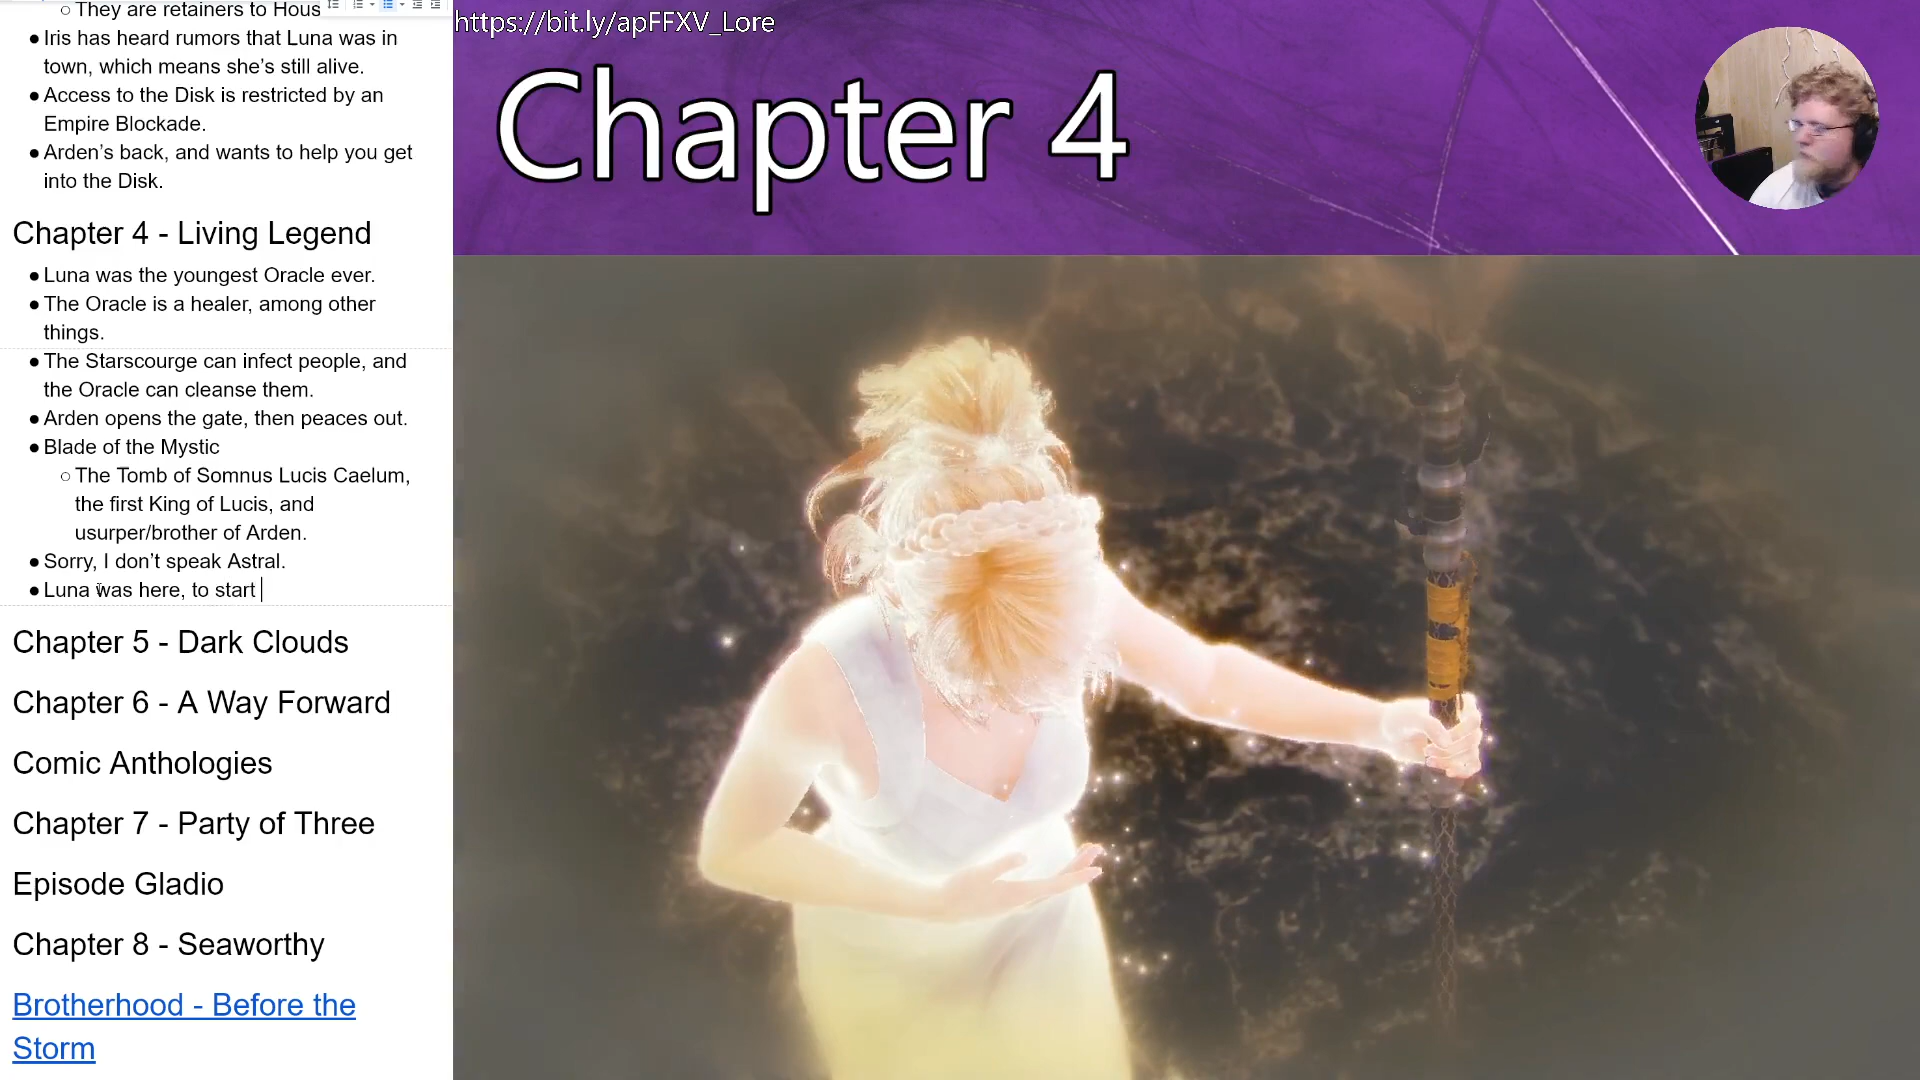 ○ They are retainers to Hous
● Iris has heard rumors that Luna was in
town, which means she’s still alive.
● Access to the Disk is restricted by an
Empire Blockade.
● Arden’s back, and wants to help you get
into the Disk.
Chapter 4 - Living Legend
● Luna was the youngest Oracle ever.
● The Oracle is a healer, among other
things.
● The Starscourge can infect people, and
the Oracle can cleanse them.
● Arden opens the gate, then peaces out.
● Blade of the Mystic
○ The Tomb of Somnus Lucis Caelum,
the first King of Lucis, and
usurper/brother of Arden.
● Sorry, I don’t speak Astral.
● Luna was here, to start
Chapter 5 - Dark Clouds
Chapter 6 - A Way Forward
Comic Anthologies
Chapter 7 - Party of Three
Episode Gladio
Chapter 8 - Seaworthy
Brotherhood - Before the
Storm
https://bit.ly/apFFXV_Lore
Chapter 4